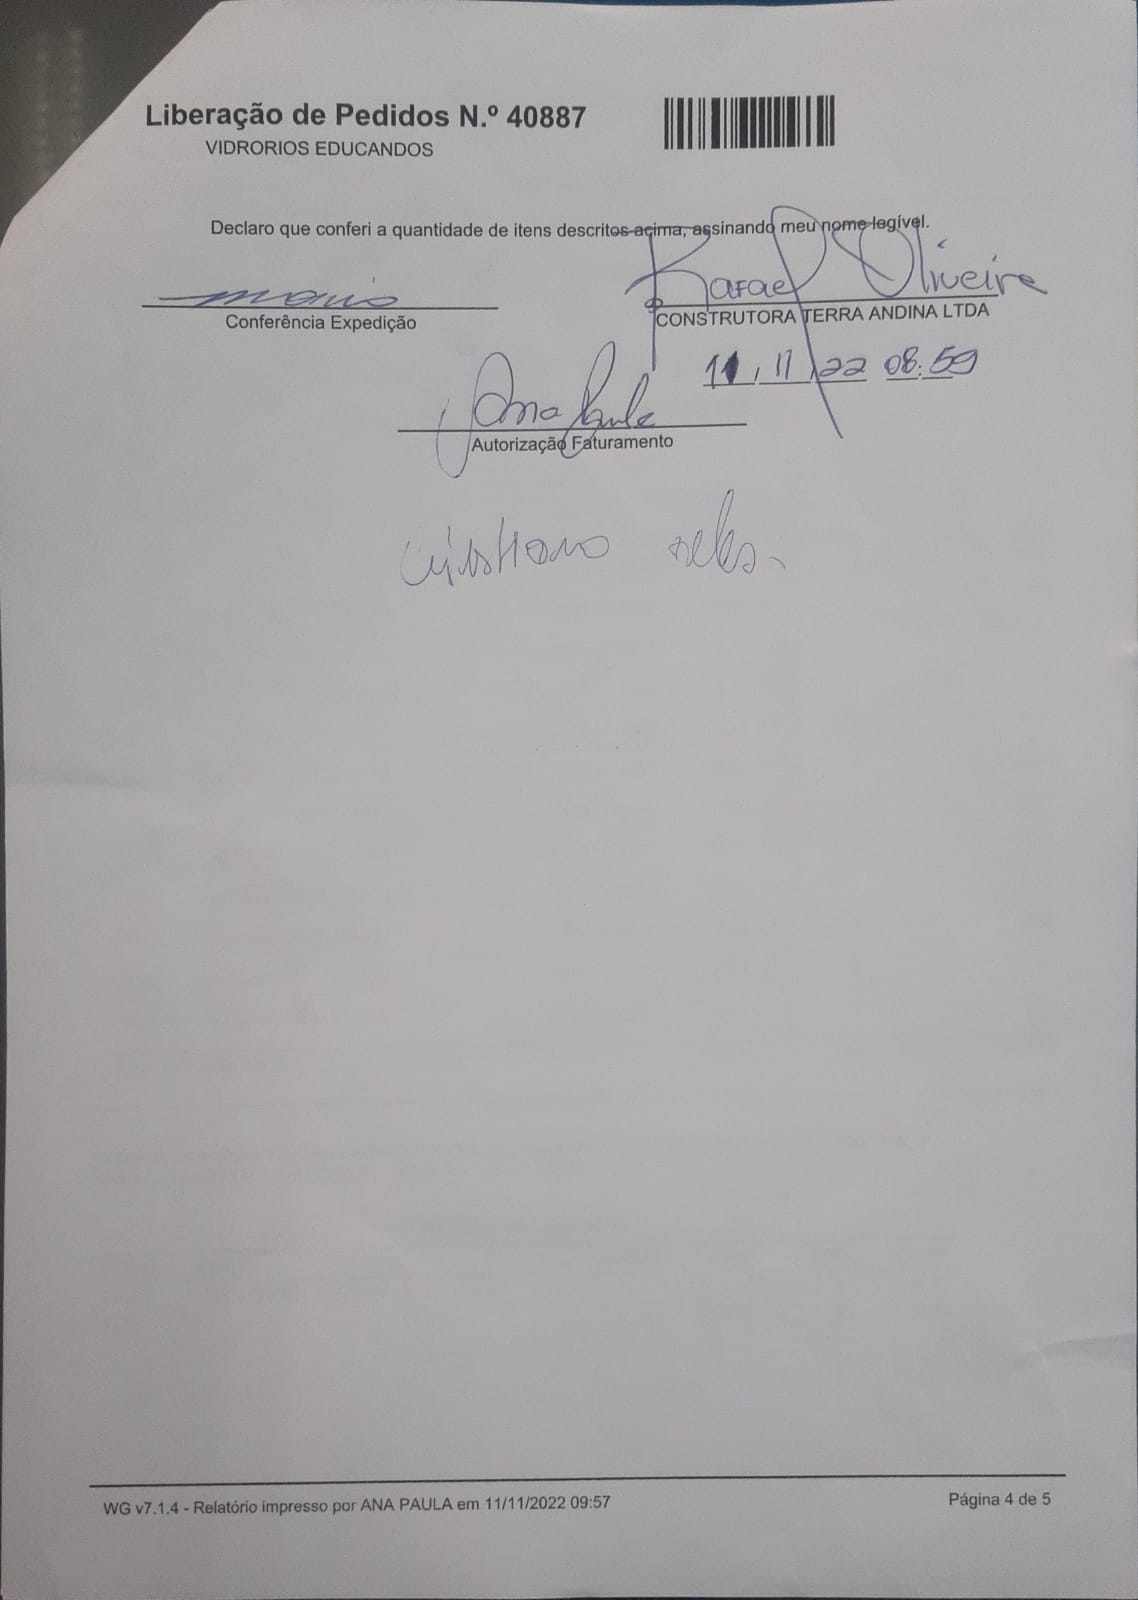 Liberação de Pedidos N.º 40887
VIDRORIOS EDUCANDOS
Declaro que conferi a quantidade de itens descritos acima, assinando meu nome legível.
Rafael Oliveira
Conferência Expedição
CONSTRUTORA TERRA ANDINA LTDA
11, 11 22 08:59
Ana Paula
Autorização Faturamento
WG v7.1.4 - Relatório impresso por ANA PAULA em 11/11/2022 09:57
Página 4 de 5